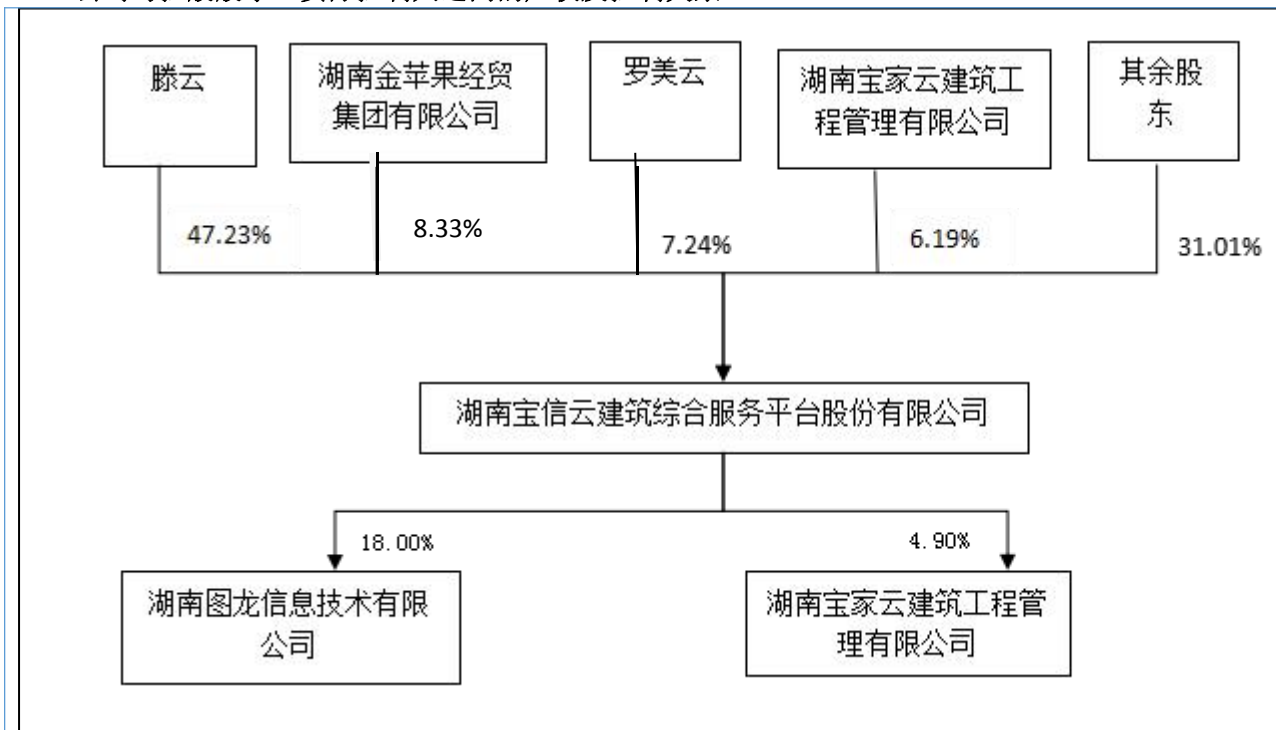 滕云
湖南金苹果经贸
集团有限公司
罗美云
湖南宝家云建筑工
程管理有限公司
其余股
东
47.23%
8.33%
7.24%
6.19%
31.01%
湖南宝信云建筑综合服务平台股份有限公司
18.00%
4.90%
湖南图龙信息技术有限
公司
湖南宝家云建筑工程管
理有限公司